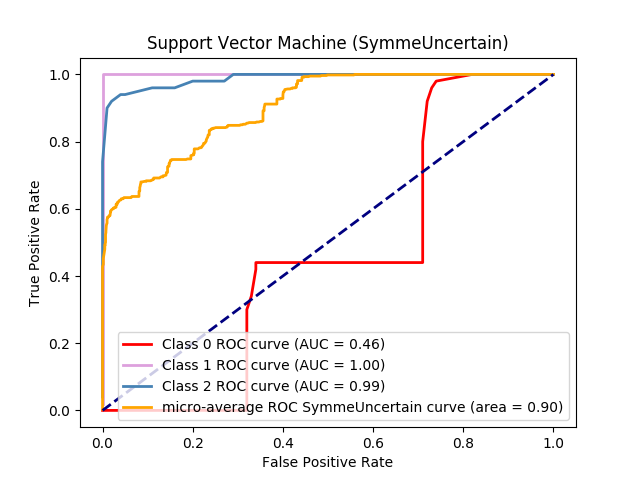 Support Vector Machine (SymmeUncertain)
True Positive Rate
1.0
0.8
0.6
0.4
0.2
0.0
Class 0 ROC curve (AUC = 0.46)
Class 1 ROC curve (AUC = 1.00)
Class 2 ROC curve (AUC = 0.99)
micro-average ROC SymmeUncertain curve (area = 0.90)
0.0 0.2 0.4 0.6 0.8 1.0
False Positive Rate